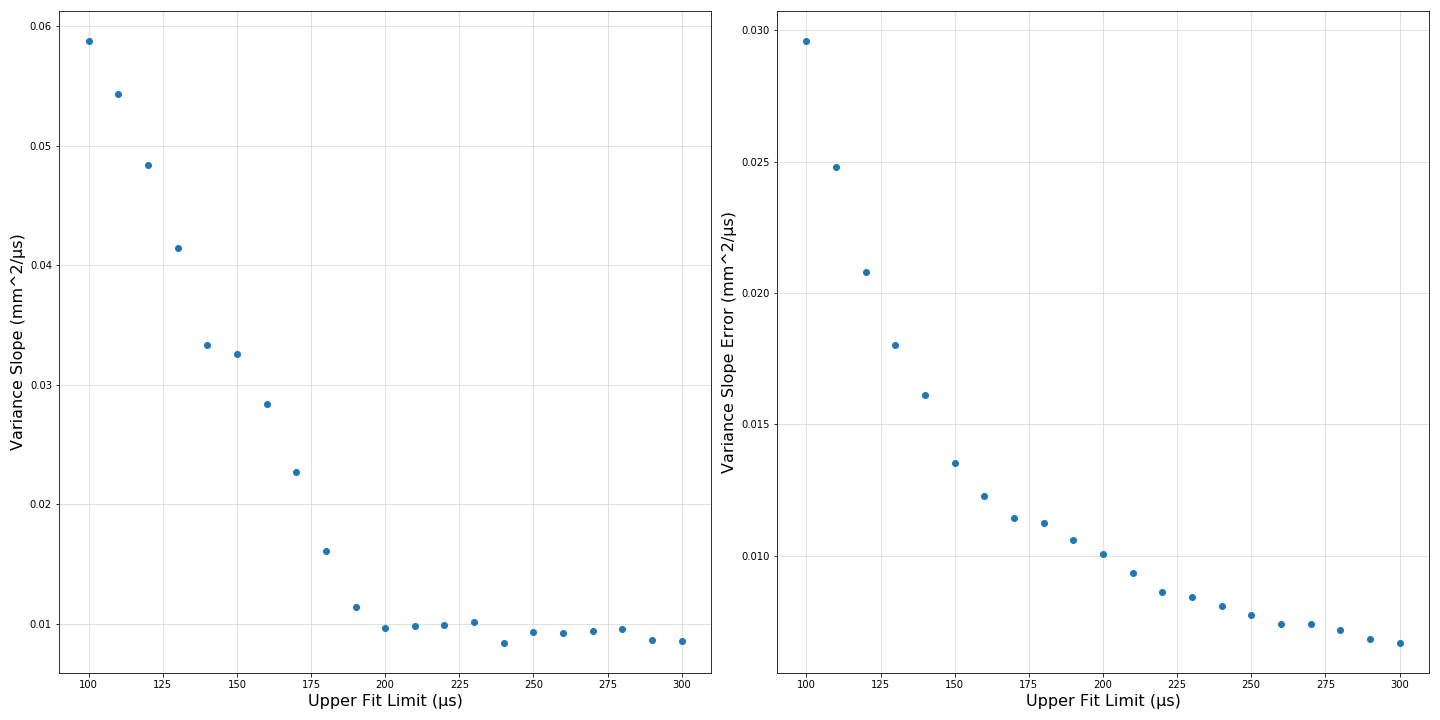 Variance Slope (mm^2/μs)
0.06
0.05
0.04
0.03
0.02
0.01
100 125 150 175 200 225 250 275 300
Upper Fit Limit (μs)
Variance Slope Error (mm^2/μs)
0.030
0.025
0.020
0.015
0.010
100 125 150 175 200 225 250 275 300
Upper Fit Limit (μs)